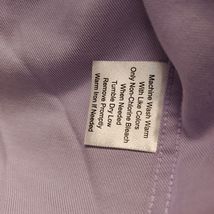 Machine Wash Warm
With Like Colors
Only Non-Chlorine Bleach
When Needed
Tumble Dry Low
Remove Promptly
Warm Iron If Needed